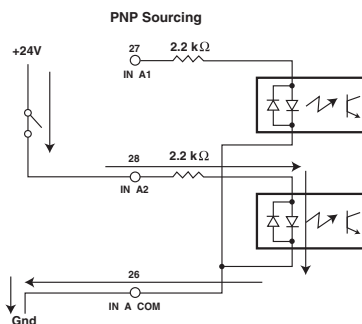 PNP Sourcing
+24V
27
2.2 kΩ
IN A1
28
2.2 kΩ
IN A2
26
IN A COM
Gnd